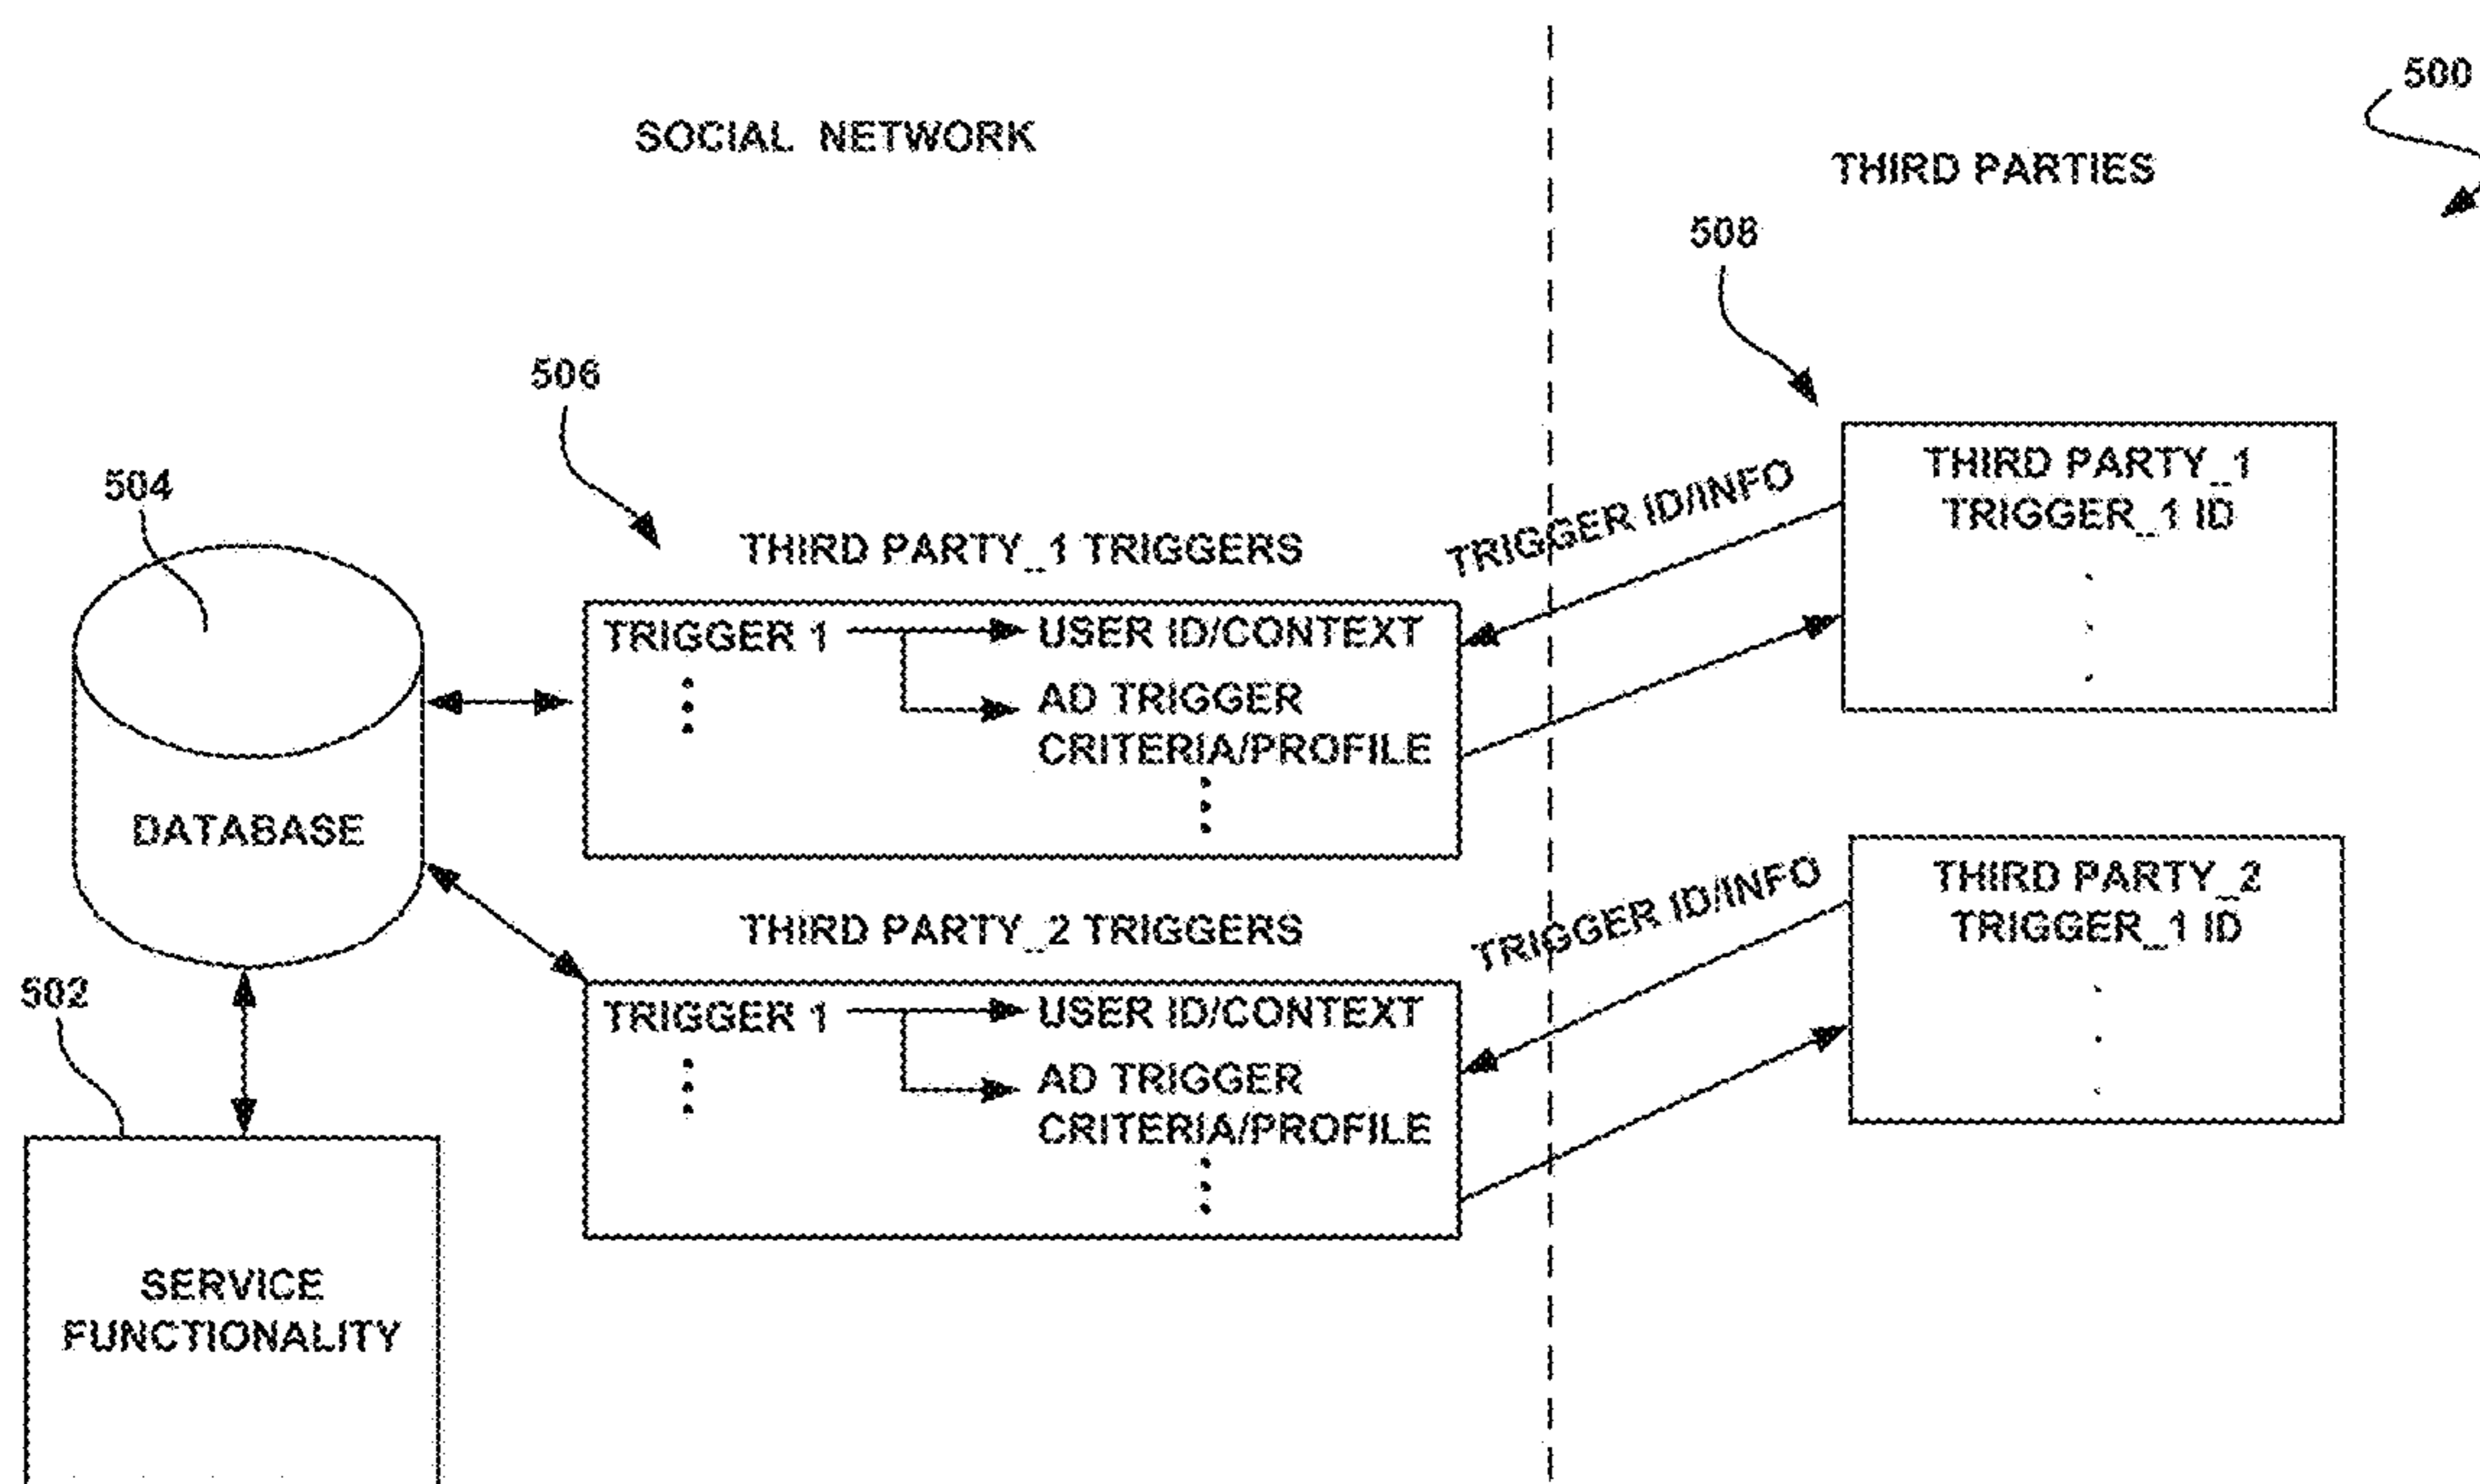 500
SOCIAL NETWORK
THIRD PARTIES
508
506
504
THIRD PARTY_1
TRIGGER_1 ID
TRIGGER ID/INFO
THIRD PARTY_1 TRIGGERS
TRIGGER 1
USER ID/CONTEXT
AD TRIGGER
CRITERIA/PROFILE
DATABASE
THIRD PARTY_2
TRIGGER_1 ID
TRIGGER ID/INFO
THIRD PARTY_2 TRIGGERS
502
TRIGGER 1
USER ID/CONTEXT
AD TRIGGER
CRITERIA/PROFILE
SERVICE
FUNCTIONALITY